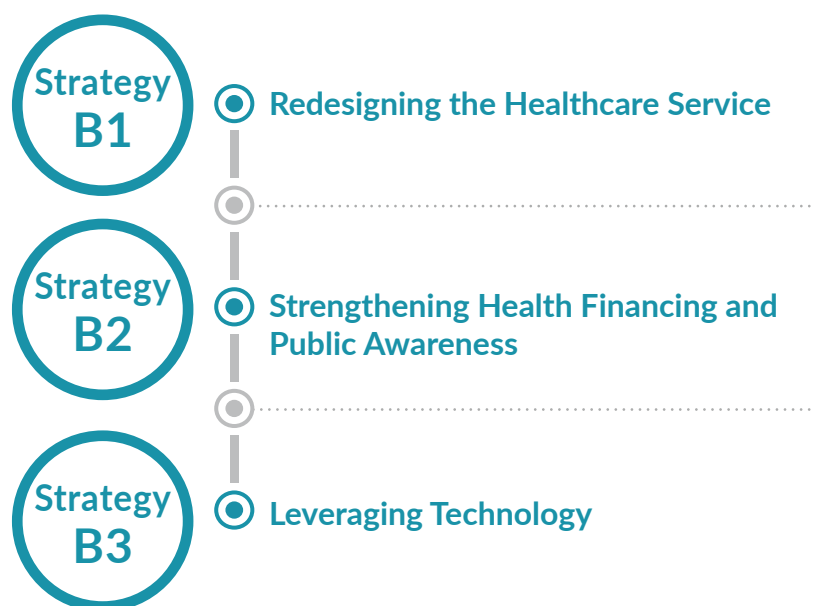 Strategy
B1
Redesigning the Healthcare Service
Strategy
B2
Strengthening Health Financing and
Public Awareness
Strategy
B3
Leveraging Technology